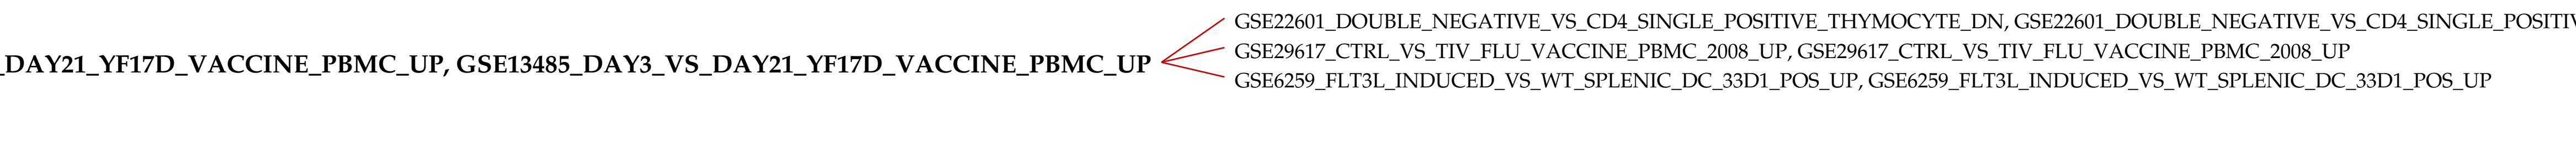 _DAY21_YF17D_VACCINE_PBMC_UP, GSE13485_DAY3_VS_DAY21_YF17D_VACCINE_PBMC_UP
GSE22601_DOUBLE_NEGATIVE_VS_CD4_SINGLE_POSITIVE_THYMOCYTE_DN, GSE22601_DOUBLE_NEGATIVE_VS_CD4_SINGLE_POSITIV
GSE29617_CTRL_VS_TIV_FLU_VACCINE_PBMC_2008_UP, GSE29617_CTRL_VS_TIV_FLU_VACCINE_PBMC_2008_UP
GSE6259_FLT3L_INDUCED_VS_WT_SPLENIC_DC_33D1_POS_UP, GSE6259_FLT3L_INDUCED_VS_WT_SPLENIC_DC_33D1_POS_UP